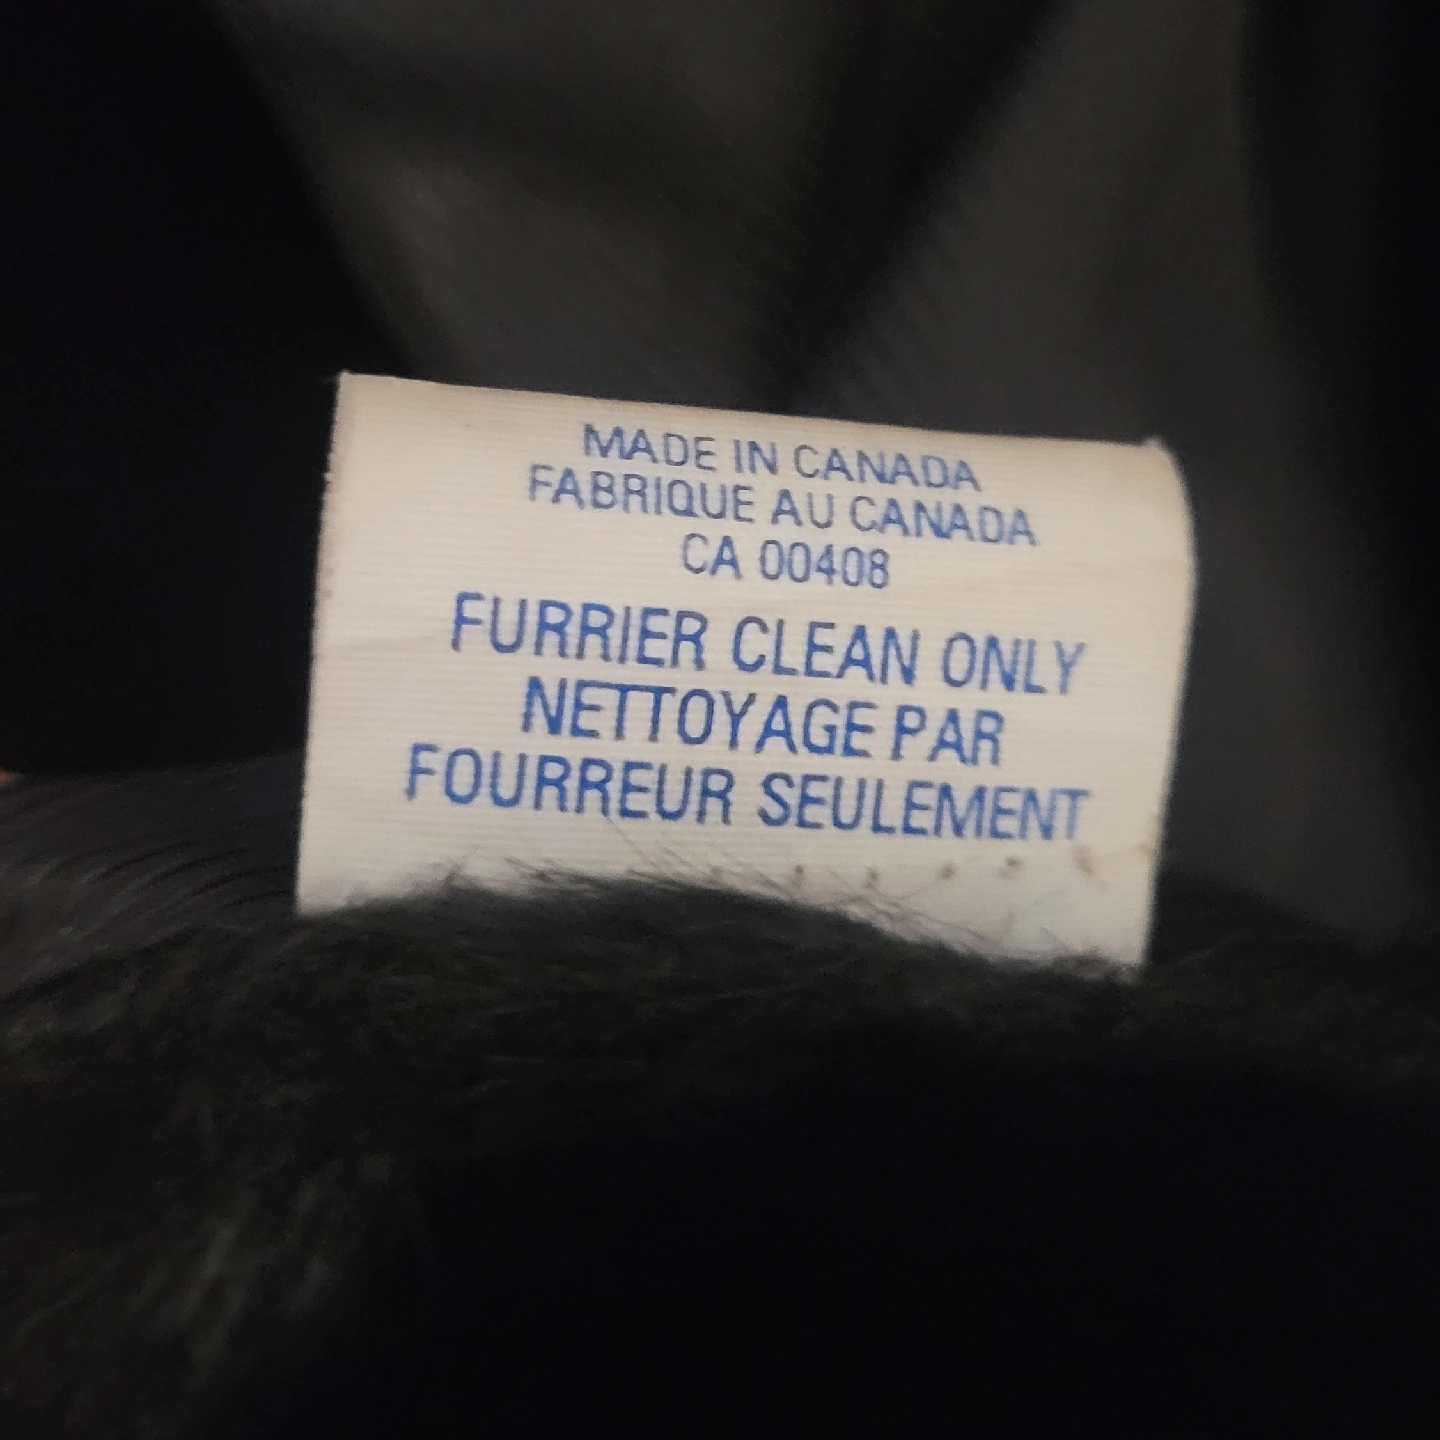 MADE IN CANADA
FABRIQUE AU CANADA
CA 00408
FURRIER CLEAN ONLY
NETTOYAGE PAR
FOURREUR SEULEMENT